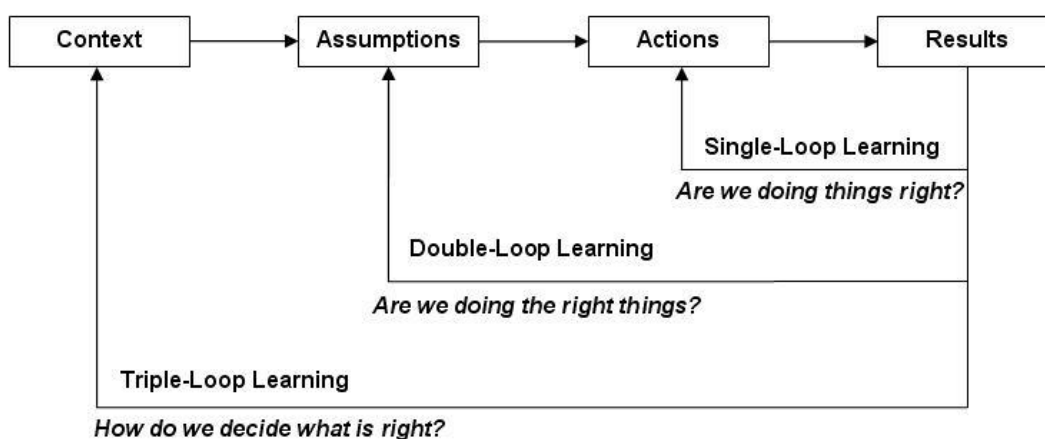 Context
Assumptions
Actions
Results
Single-Loop Learning
Are we doing things right?
Double-Loop Learning
Are we doing the right things?
Triple-Loop Learning
How do we decide what is right?